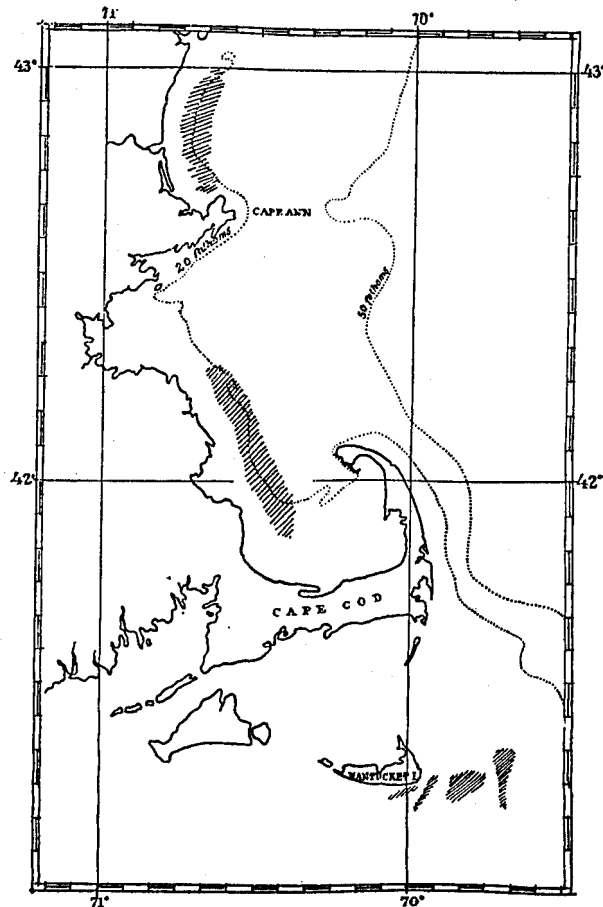 71° 70°
43° 43°
CAPE ANN
20 fathoms
50 fathoms
42° 42°
CAPE COD
NANTUCKET I.
71° 70°